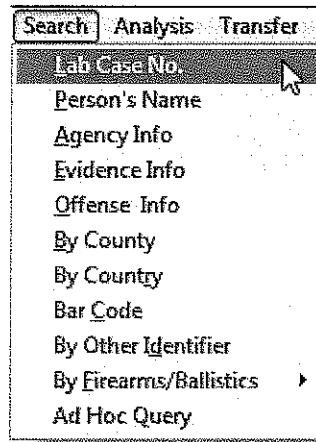 Search Analysis Transfer
Lab Case No.
Person's Name
Agency Info
Evidence Info
Offense Info
By County
By Country
Bar Code
By Other Identifier
By Firearms/Ballistics
Ad Hoc Query